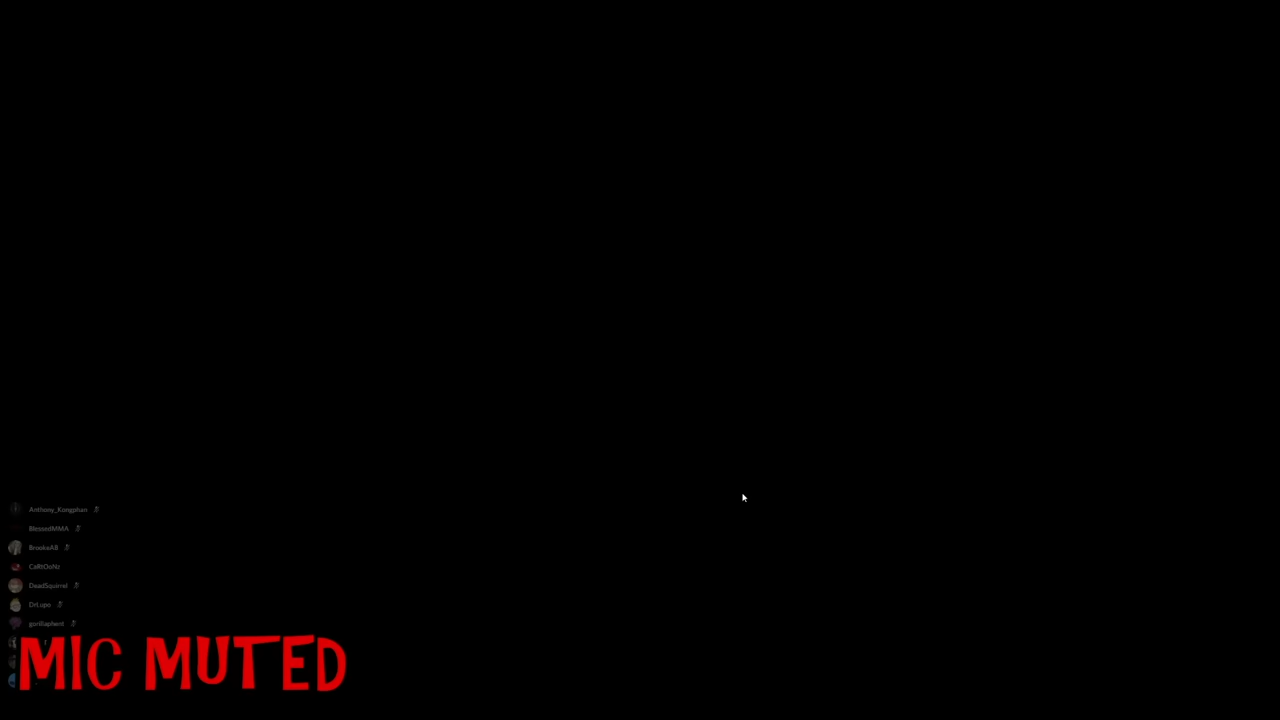 Anthony_Kongphan
BlessedMMA
BrookeAB
CaRtOoNz
DeadSquirrel
DrLupo
gorillaphent
MIC MUTED